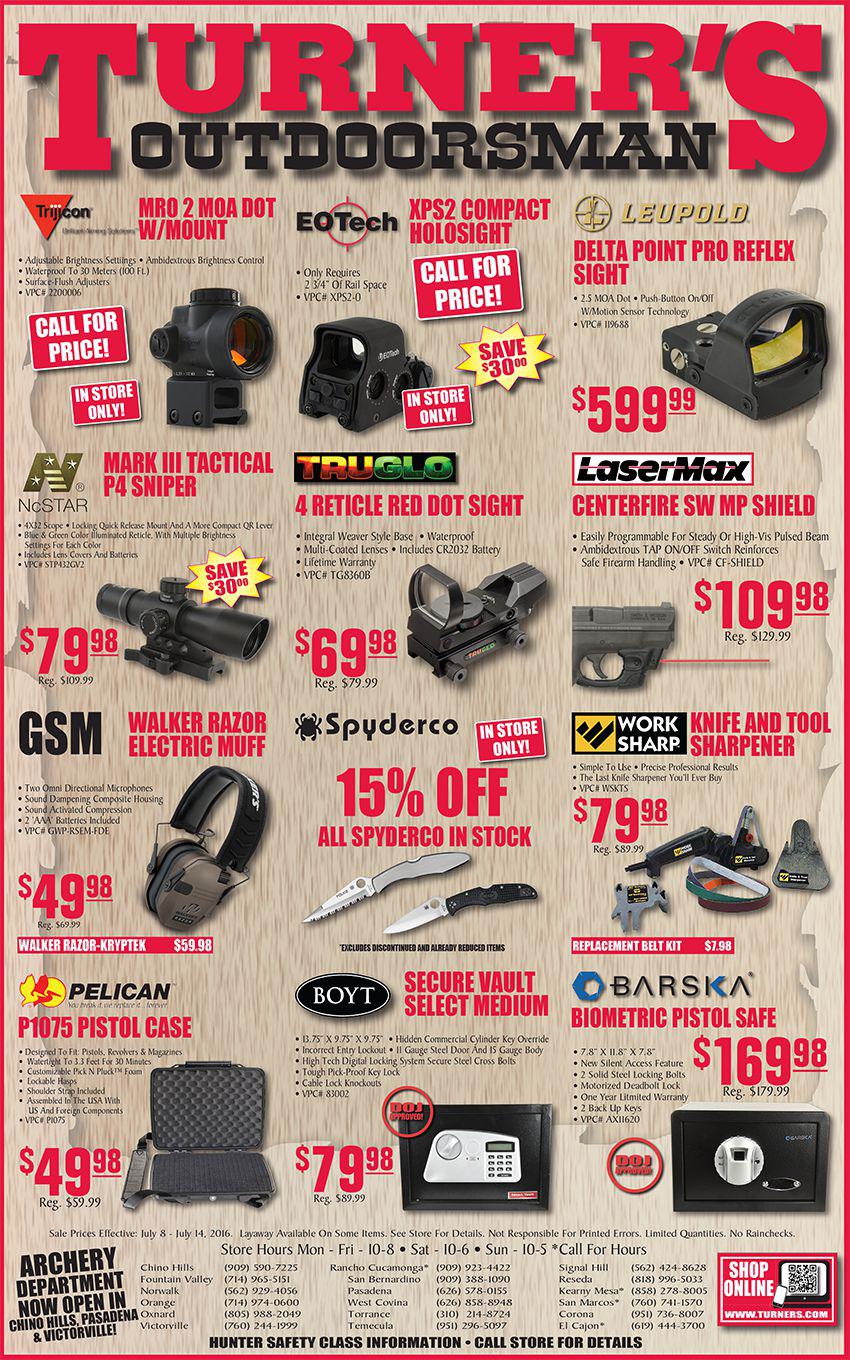 TURNER'S
OUTDOORSMAN
Trijicon
Brilliant Aiming Solutions™
MRO 2 MOA DOT
W/MOUNT
• Adjustable Brightness Settiings • Ambidextrous Brightness Control
• Waterproof To 30 Meters (100 Ft.)
• Surface-Flush Adjusters
• VPC# 2200006
CALL FOR
PRICE!
IN STORE
ONLY!
EOTech
XPS2 COMPACT
HOLOSIGHT
• Only Requires
2 3/4" Of Rail Space
• VPC# XPS2-0
CALL FOR
PRICE!
SAVE
$30.00
IN STORE
ONLY!
EOTech
LEUPOLD
DELTA POINT PRO REFLEX
SIGHT
• 2.5 MOA Dot • Push-Button On/Off
W/Motion Sensor Technology
• VPC# 119688
$599 99
NcSTAR
MARK III TACTICAL
P4 SNIPER
• 4X32 Scope • Locking Quick Release Mount And A More Compact QR Lever
• Blue & Green Color Illuminated Reticle, With Multiple Brightness
Settings For Each Color
• Includes Lens Covers And Batteries
• VPC# STP432GV2
SAVE
$30.00
$79 98
Reg. $109.99
TRUGLO
4 RETICLE RED DOT SIGHT
• Integral Weaver Style Base • Waterproof
• Multi-Coated Lenses • Includes CR2032 Battery
• Lifetime Warranty
• VPC# TG8360B
TRUGLO
$69 98
Reg. $79.99
LaserMax
CENTERFIRE SW MP SHIELD
• Easily Programmable For Steady Or High-Vis Pulsed Beam
• Ambidextrous TAP ON/OFF Switch Reinforces
Safe Firearm Handling • VPC# CF-SHIELD
$109 98
Reg. $129.99
GSM
WALKER RAZOR
ELECTRIC MUFF
• Two Omni Directional Microphones
• Sound Dampening Composite Housing
• Sound Activated Compression
• 2 'AAA' Batteries Included
• VPC# GWP-RSEM-FDE
$49 98
Reg. $69.99
WALKER RAZOR-KRYPTEK $59.98
Spyderco
IN STORE
ONLY!
15% OFF
ALL SPYDERCO IN STOCK
*EXCLUDES DISCONTINUED AND ALREADY REDUCED ITEMS
WORK
SHARP
KNIFE AND TOOL
SHARPENER
• Simple To Use • Precise Professional Results
• The Last Knife Sharpener You'll Ever Buy
• VPC# WSKTS
$79 98
Reg. $89.99
REPLACEMENT BELT KIT $7.98
PELICAN™
You break it, we replace it... forever
P1075 PISTOL CASE
• Designed To Fit: Pistols, Revolvers & Magazines
• Watertight To 3.3 Feet For 30 Minutes
• Customizable Pick N Pluck™ Foam
• Lockable Hasps
• Shoulder Strap Included
• Assembled In The USA With
US And Foreign Components
• VPC# P1075
$49 98
Reg. $59.99
BOYT
SECURE VAULT
SELECT MEDIUM
• 13.75" X 9.75" X 9.75" • Hidden Commercial Cylinder Key Override
• Incorrect Entry Lockout • 11 Gauge Steel Door And 15 Gauge Body
• High Tech Digital Locking System Secure Steel Cross Bolts
• Tough Pick-Proof Key Lock
• Cable Lock Knockouts
• VPC# 83002
DOJ
APPROVED!
$79 98
Reg. $89.99
BARSKA
BIOMETRIC PISTOL SAFE
• 7.8" X 11.8" X 7.8"
• New Silent Access Feature
• 2 Solid Steel Locking Bolts
• Motorized Deadbolt Lock
• One Year Litmited Warranty
• 2 Back Up Keys
• VPC# AX11620
$169 98
Reg. $179.99
DOJ
APPROVED!
BARSKA
Sale Prices Effective: July 8 - July 14, 2016. Layaway Available On Some Items. See Store For Details. Not Responsible For Printed Errors. Limited Quantities. No Rainchecks.
Store Hours Mon - Fri - 10-8 • Sat - 10-6 • Sun - 10-5 *Call For Hours
ARCHERY
DEPARTMENT
NOW OPEN IN
CHINO HILLS, PASADENA
& VICTORVILLE!
Chino Hills (909) 590-7225
Fountain Valley (714) 965-5151
Norwalk (562) 929-4056
Orange (714) 974-0600
Oxnard (805) 988-2049
Victorville (760) 244-1999
Rancho Cucamonga* (909) 923-4422
San Bernardino (909) 388-1090
Pasadena (626) 578-0155
West Covina (626) 858-8948
Torrance (310) 214-8724
Temecula (951) 296-5097
Signal Hill (562) 424-8628
Reseda (818) 996-5033
Kearny Mesa* (858) 278-8005
San Marcos* (760) 741-1570
Corona (951) 736-8007
El Cajon* (619) 444-3700
SHOP
ONLINE
WWW.TURNERS.COM
HUNTER SAFETY CLASS INFORMATION • CALL STORE FOR DETAILS